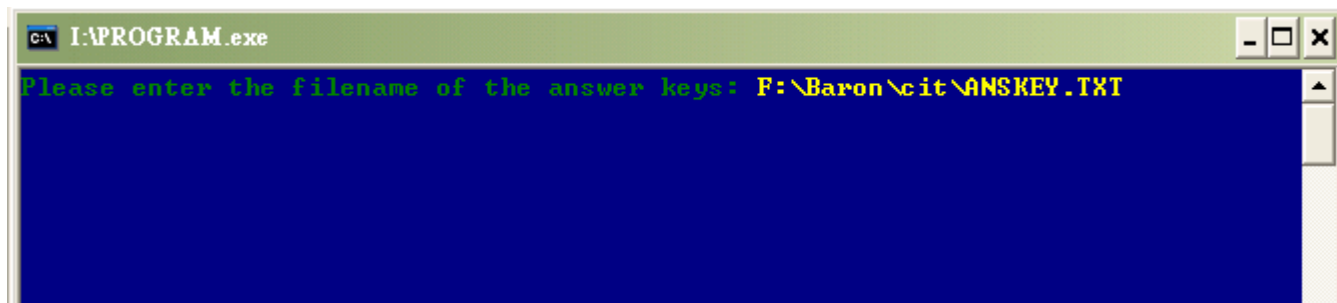 I:\PROGRAM.exe
Please enter the filename of the answer keys: F:\Baron\cit\ANSKEY.TXT